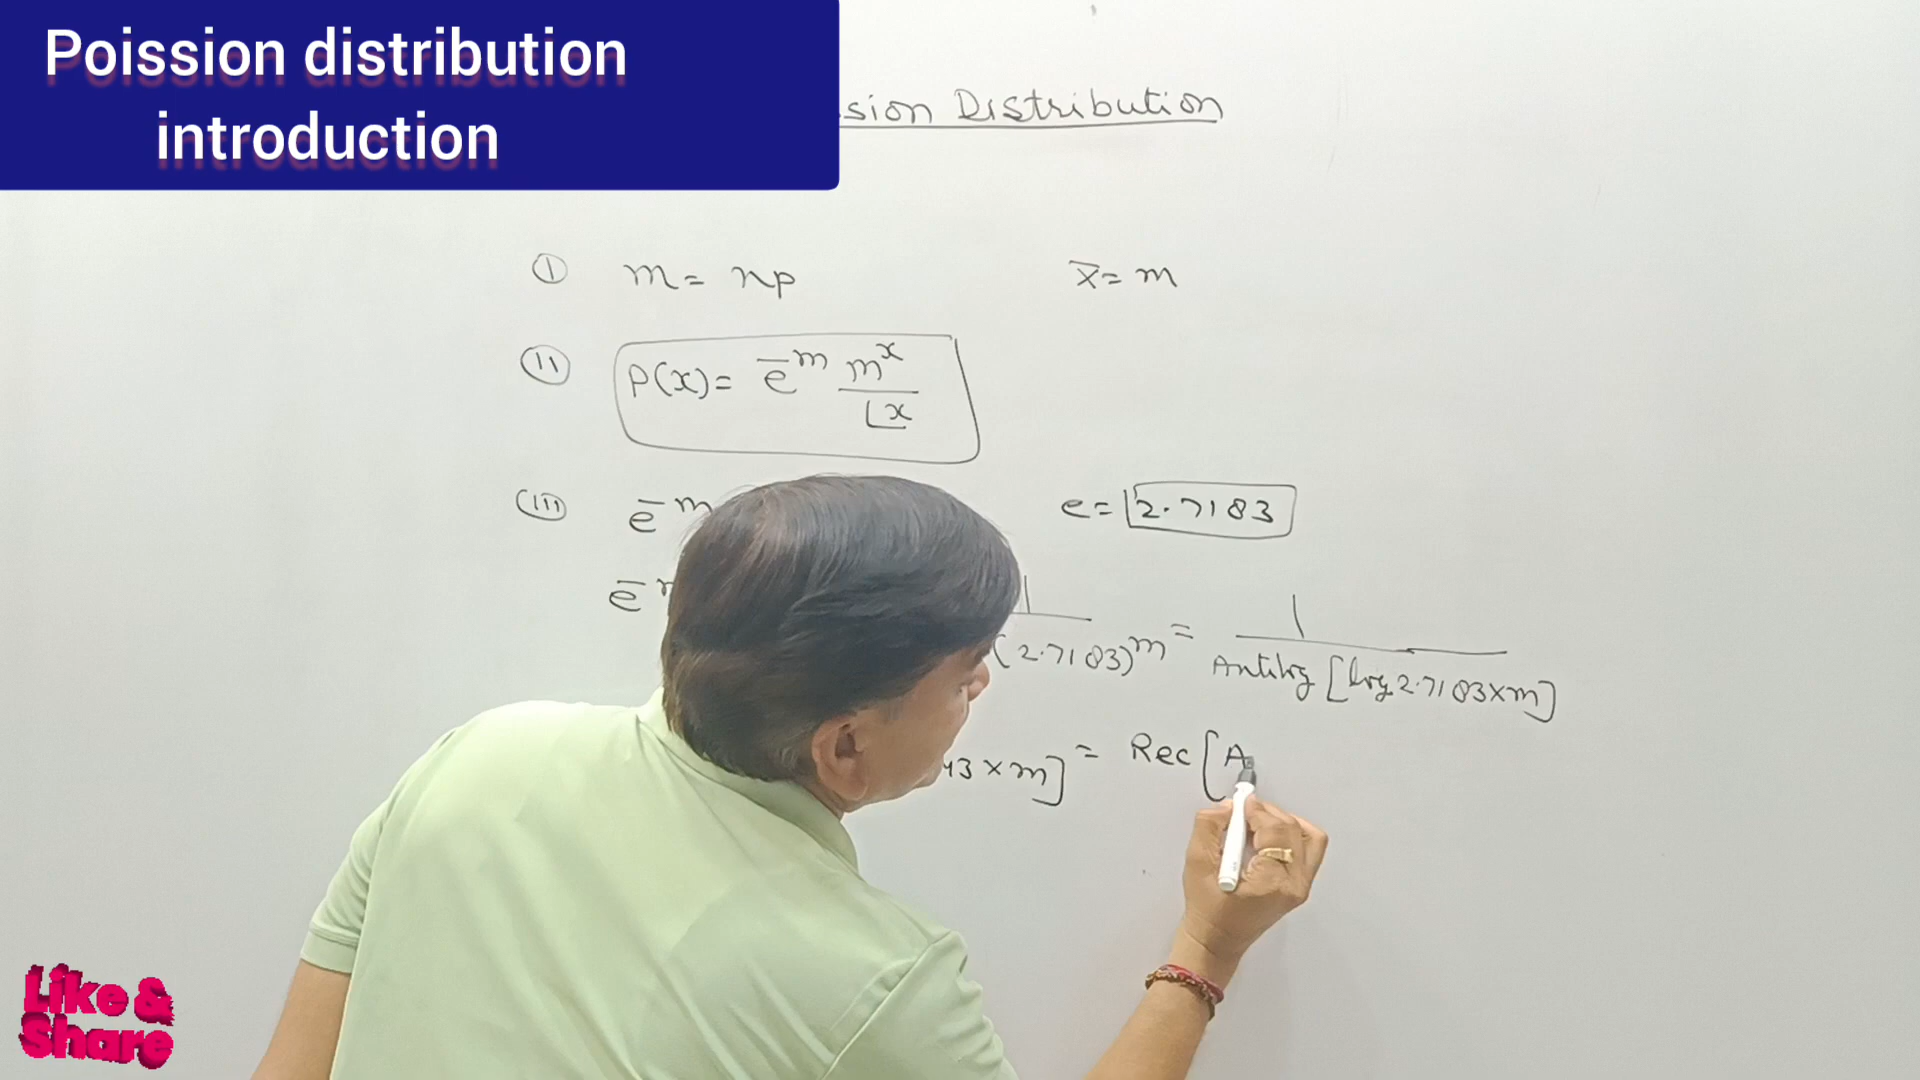 Poission distribution
introduction
sion Distribution
(I) m = np x̄ = m
(II) P(x) = e⁻ᵐ mˣ / ⌊x
(III) e⁻ᵐ e = 2.7183
e⁻ 1 / (2.7183)ᵐ = 1 / Antilog [log 2.7183 × m]
43 × m] = Rec [A
Like &
Share